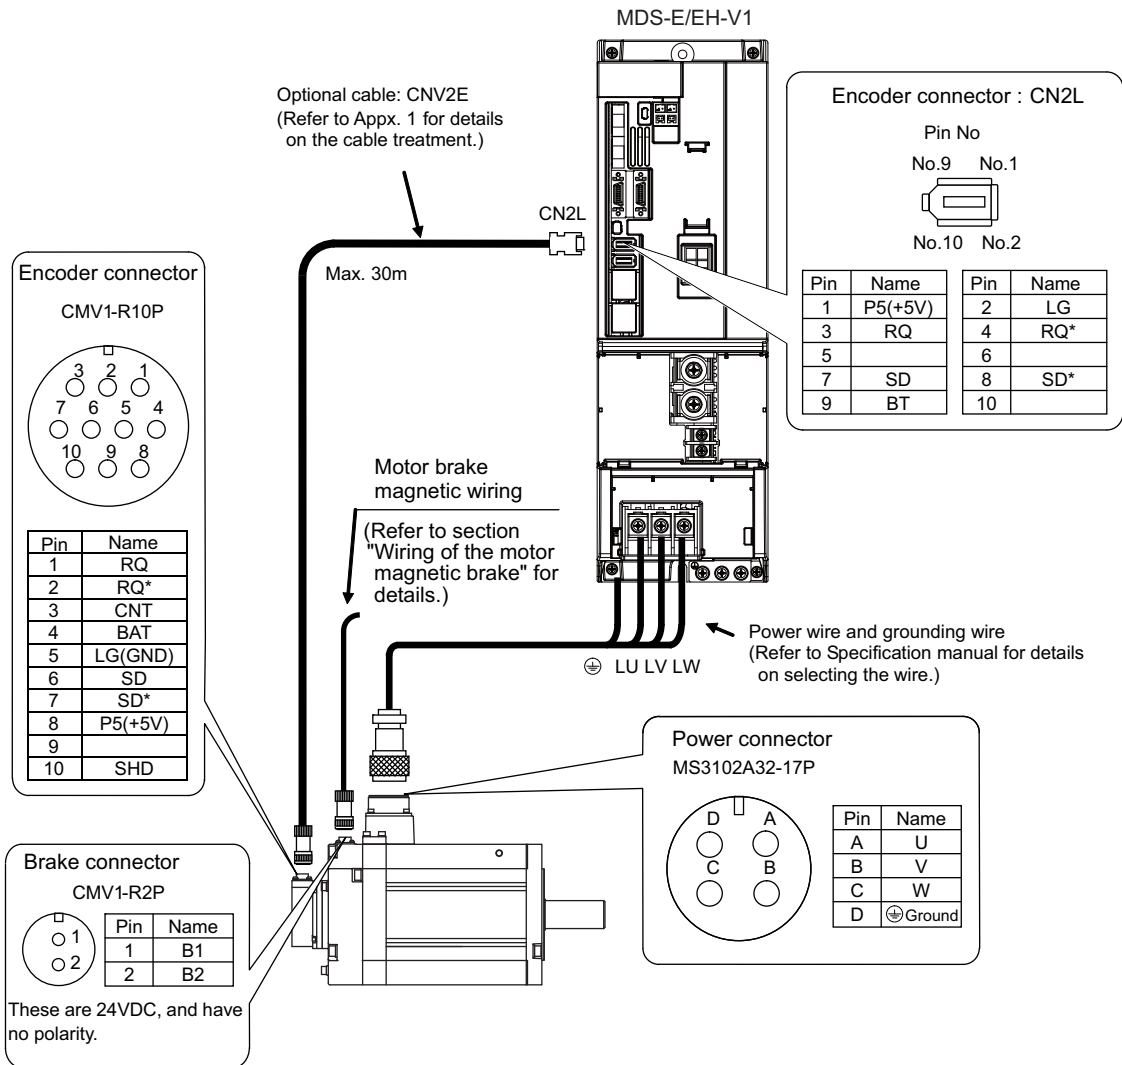 MDS-E/EH-V1
Optional cable: CNV2E
(Refer to Appx. 1 for details
on the cable treatment.)
CN2L
Max. 30m
Encoder connector : CN2L
Pin No
No.9 No.1
No.10 No.2
Pin Name
1 P5(+5V)
3 RQ
5
7 SD
9 BT
Pin Name
2 LG
4 RQ*
6
8 SD*
10
Encoder connector
CMV1-R10P
3 2 1
7 6 5 4
10 9 8
Pin Name
1 RQ
2 RQ*
3 CNT
4 BAT
5 LG(GND)
6 SD
7 SD*
8 P5(+5V)
9
10 SHD
Motor brake
magnetic wiring
(Refer to section
"Wiring of the motor
magnetic brake" for
details.)
LU LV LW
Power wire and grounding wire
(Refer to Specification manual for details
on selecting the wire.)
Power connector
MS3102A32-17P
D A
C B
Pin Name
A U
B V
C W
D Ground
Brake connector
CMV1-R2P
1
2
Pin Name
1 B1
2 B2
These are 24VDC, and have
no polarity.